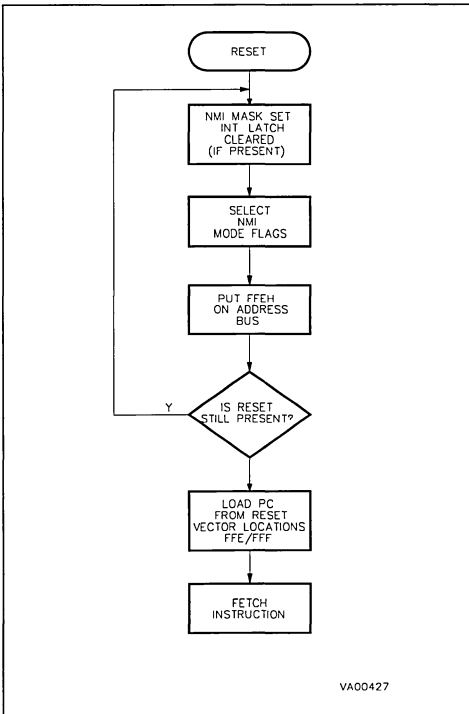 RESET
NMI MASK SET
INT LATCH
CLEARED
(IF PRESENT)
SELECT
NMI
MODE FLAGS
PUT FFEH
ON ADDRESS
BUS
Y
IS RESET
STILL PRESENT?
LOAD PC
FROM RESET
VECTOR LOCATIONS
FFE/FFF
FETCH
INSTRUCTION
VA00427